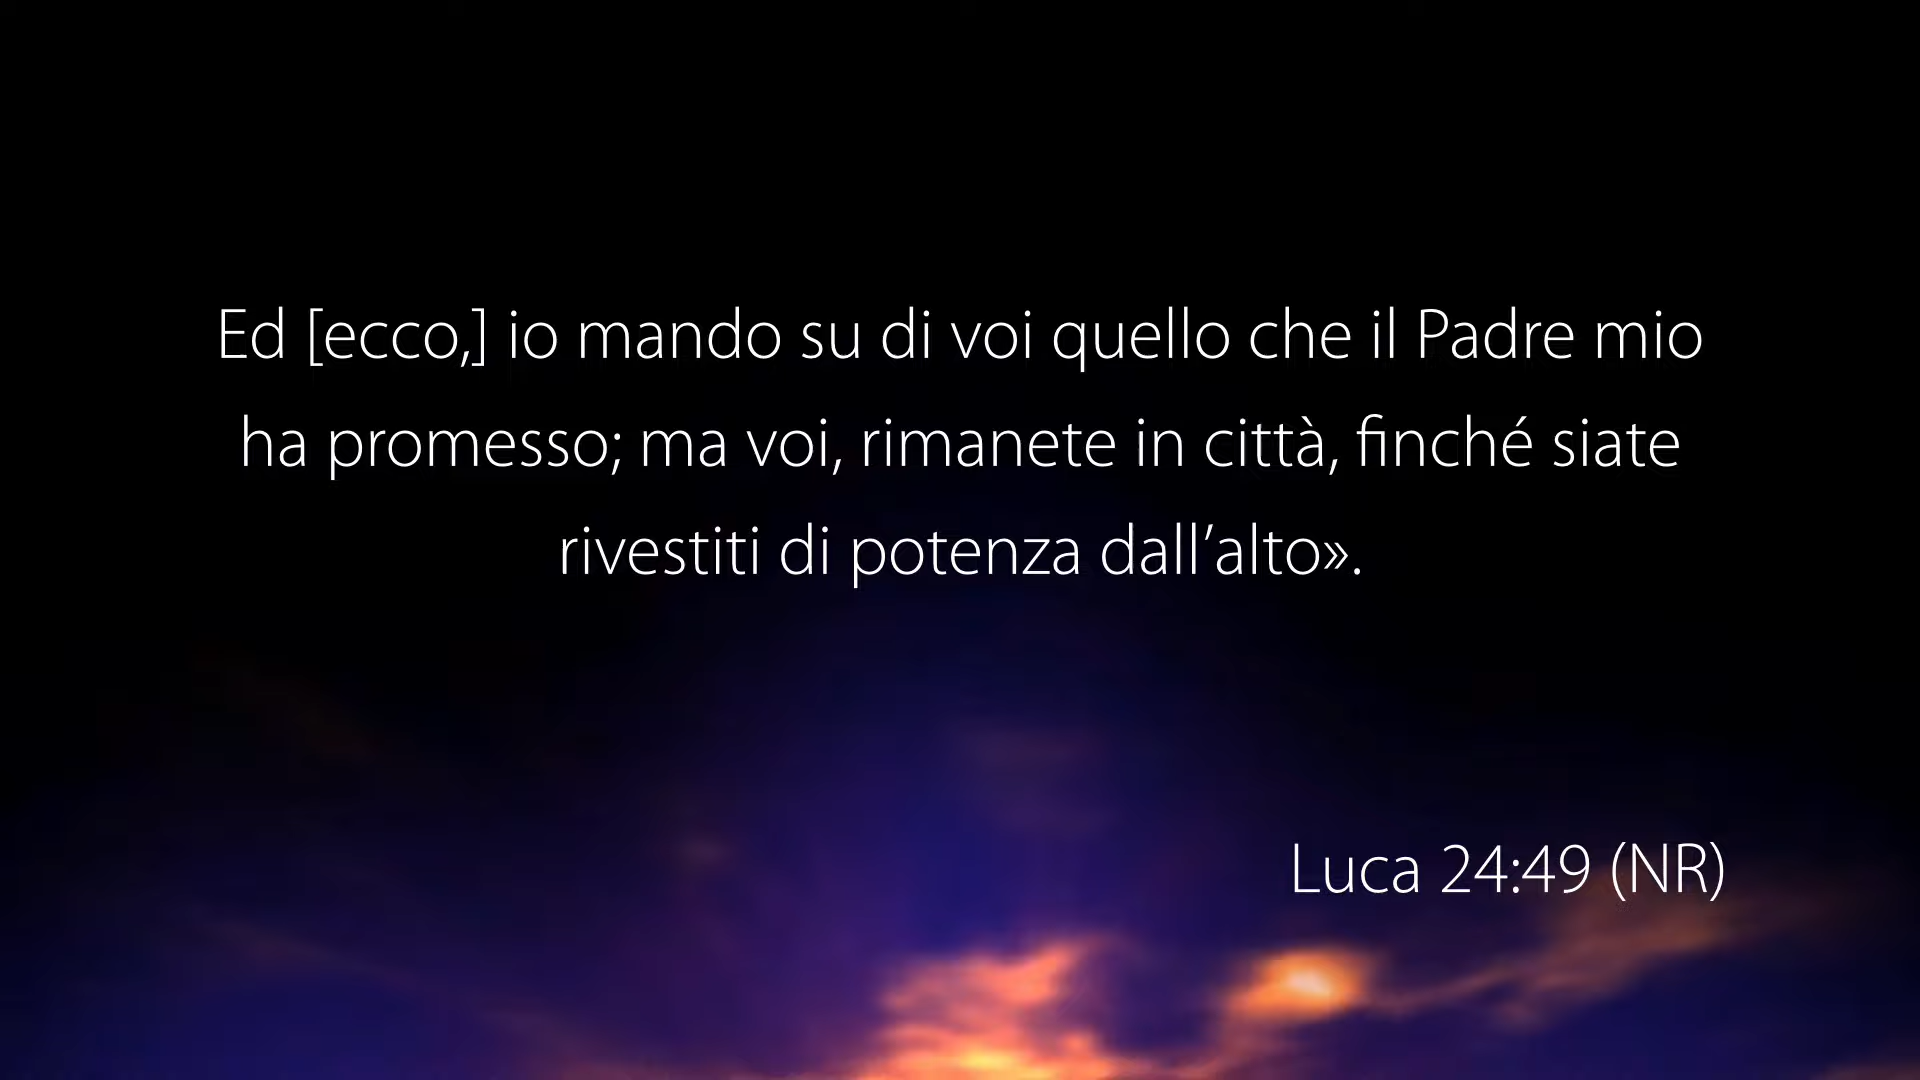 Ed [ecco,] io mando su di voi quello che il Padre mio
ha promesso; ma voi, rimanete in città, finché siate
rivestiti di potenza dall’alto».
Luca 24:49 (NR)